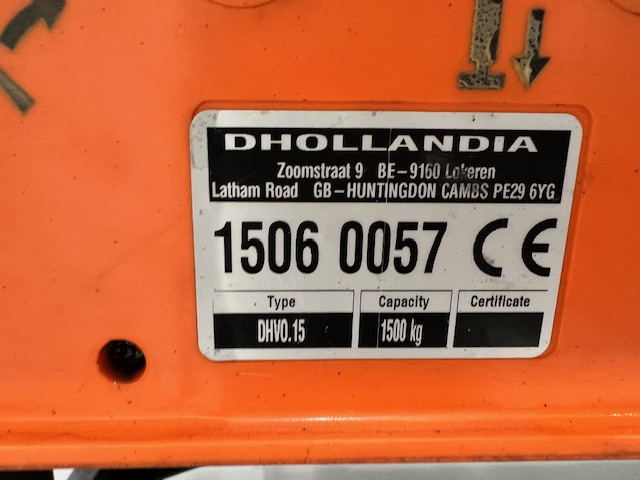 DHOLLANDIA
Zoomstraat 9 BE-9160 Lokeren
Latham Road GB-HUNTINGDON CAMBS PE29 6YG
1506 0057 CE
Type Capacity Certificate
DHVO.15 1500 kg